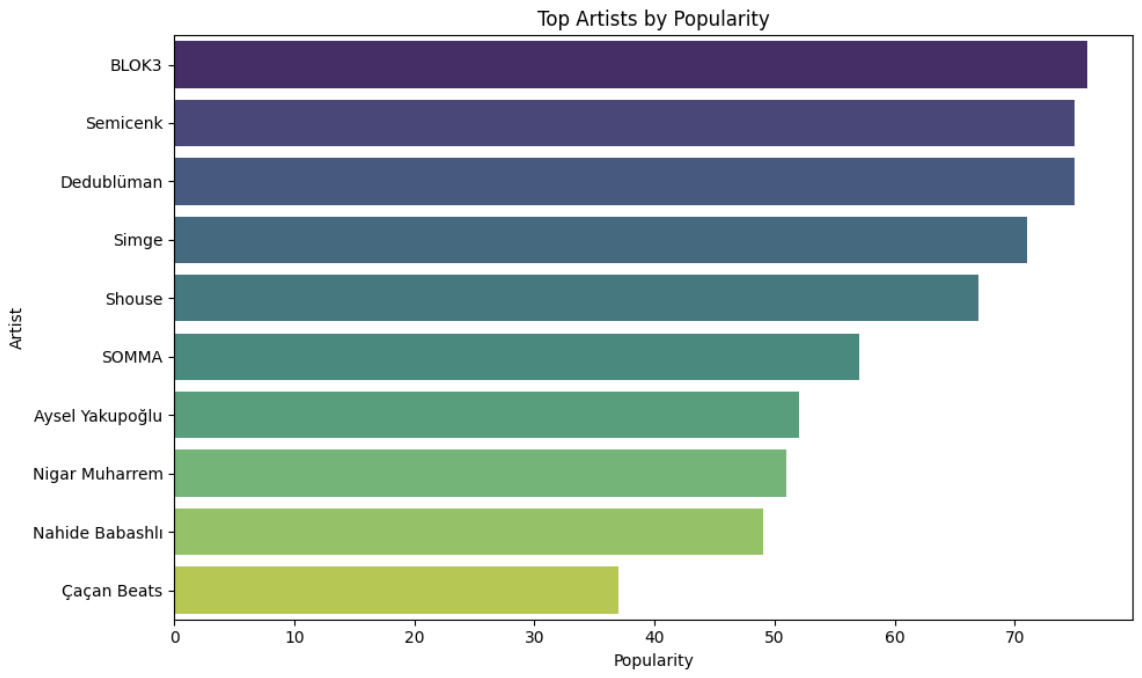 Top Artists by Popularity
BLOK3
Semicenk
Dedublüman
Simge
Shouse
SOMMA
Aysel Yakupoğlu
Nigar Muharrem
Nahide Babashlı
Çaçan Beats
Artist
0 10 20 30 40 50 60 70
Popularity